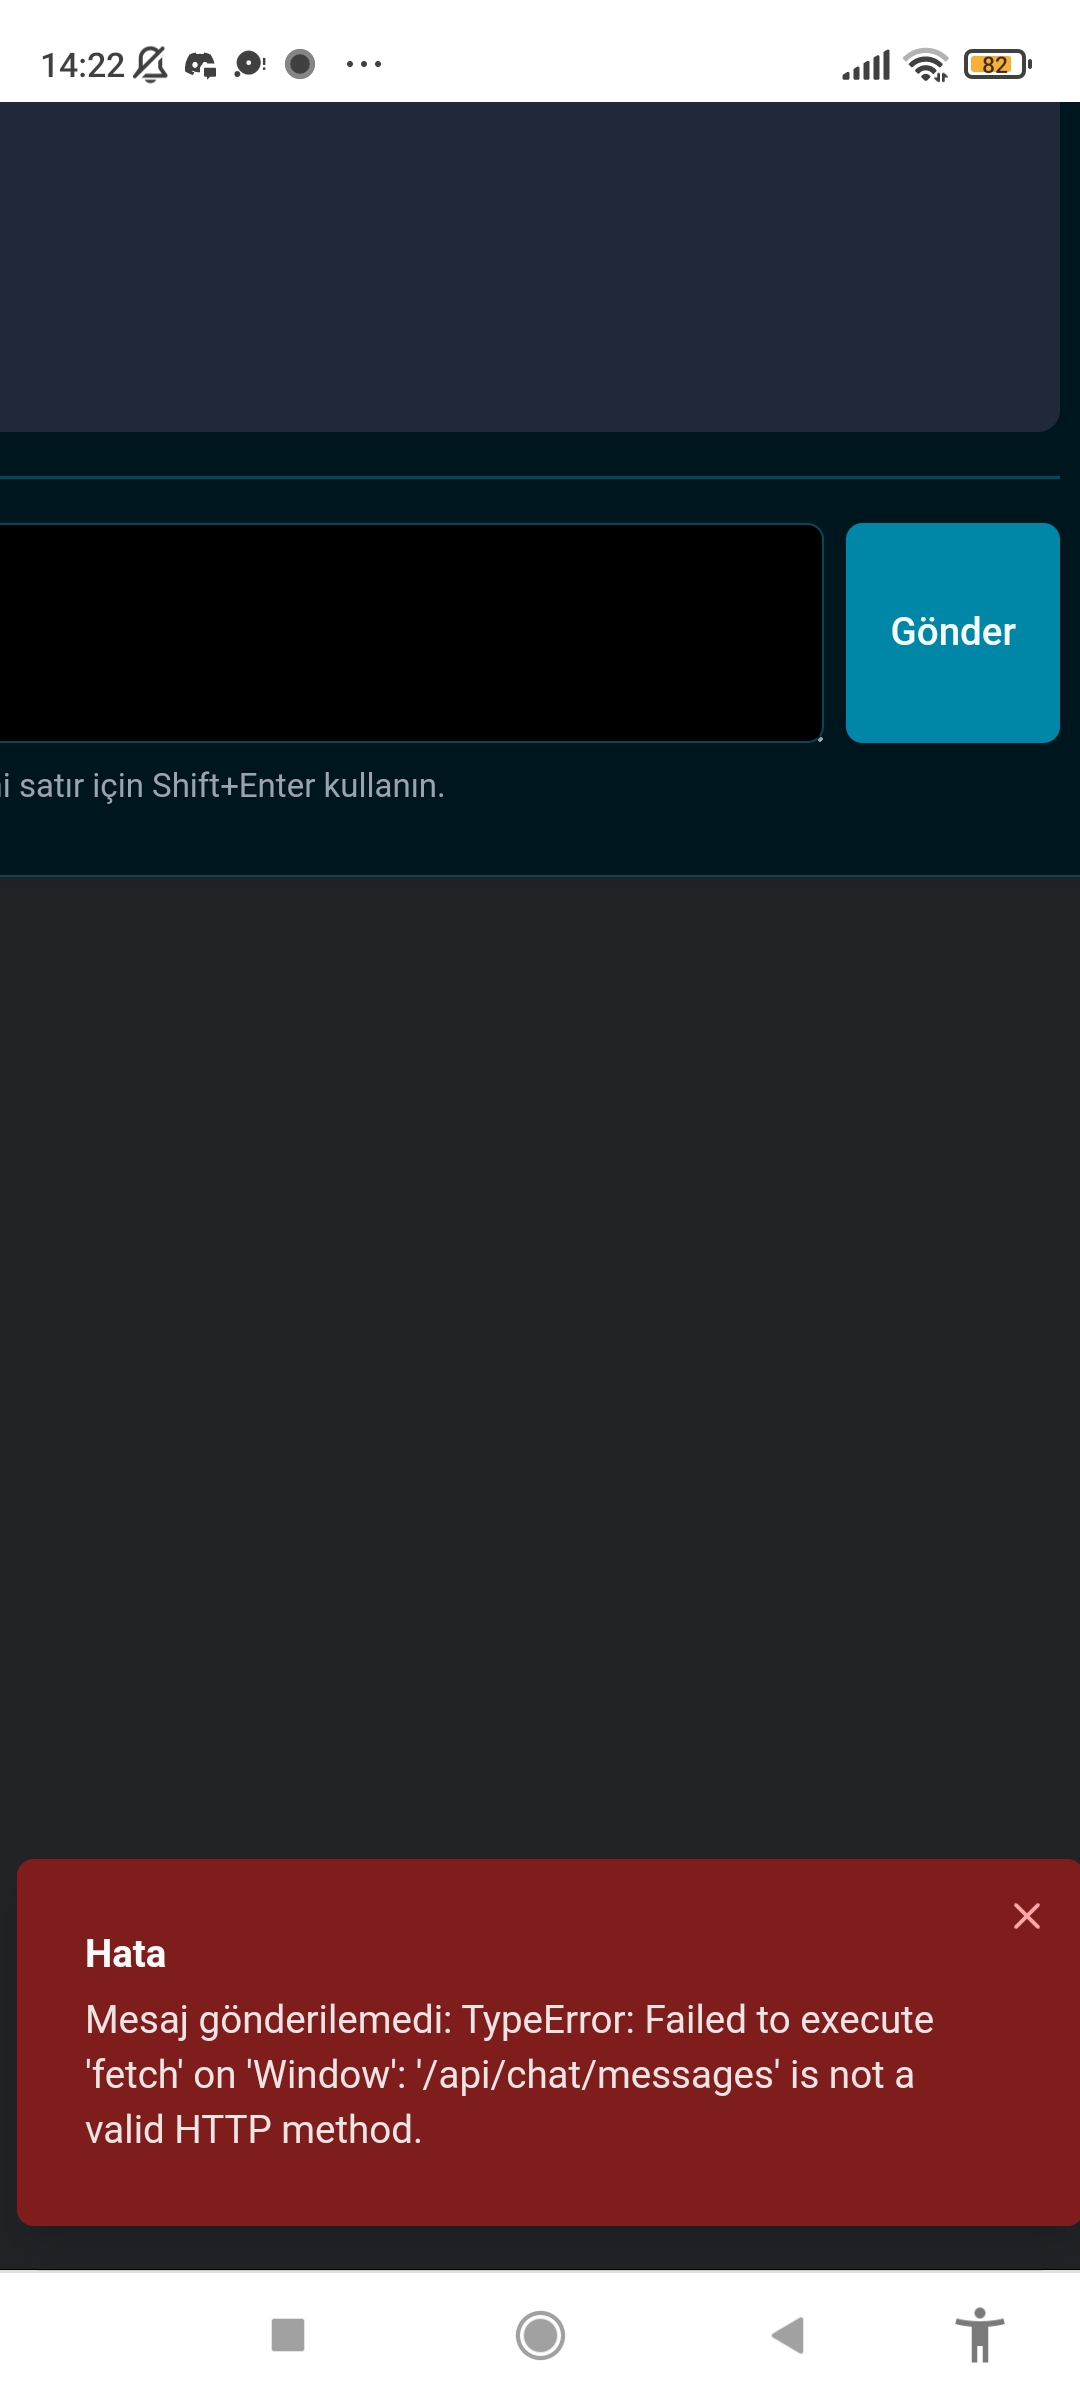 14:22
82
Gönder
i satır için Shift+Enter kullanın.
Hata
Mesaj gönderilemedi: TypeError: Failed to execute
'fetch' on 'Window': '/api/chat/messages' is not a
valid HTTP method.